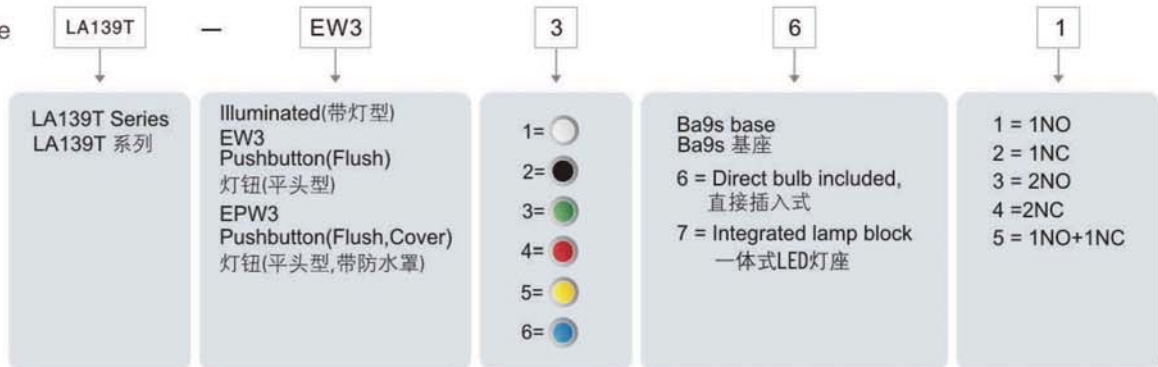 e LA139T — EW3 3 6 1
LA139T Series
LA139T 系列
Illuminated(带灯型)
EW3
Pushbutton(Flush)
灯钮(平头型)
EPW3
Pushbutton(Flush,Cover)
灯钮(平头型,带防水罩)
1=
2=
3=
4=
5=
6=
Ba9s base
Ba9s 基座
6 = Direct bulb included,
直接插入式
7 = Integrated lamp block
一体式LED灯座
1 = 1NO
2 = 1NC
3 = 2NO
4 =2NC
5 = 1NO+1NC